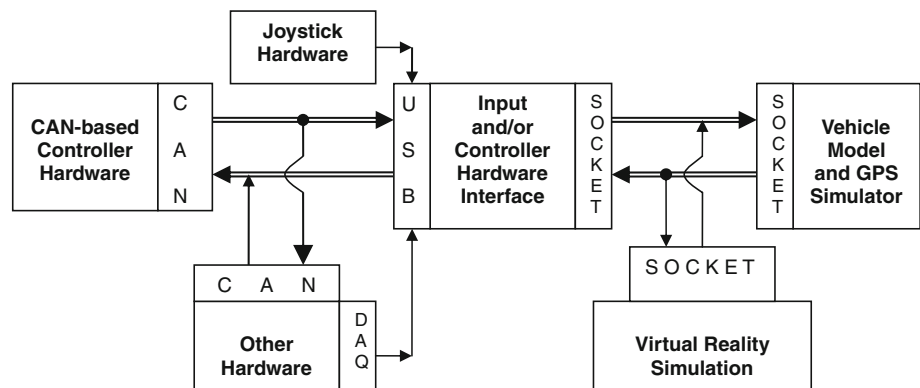 Joystick
Hardware
CAN-based
Controller
Hardware
C
A
N
U
S
B
Input
and/or
Controller
Hardware
Interface
S
O
C
K
E
T
S
O
C
K
E
T
Vehicle
Model
and GPS
Simulator
C A N
Other
Hardware
D
A
Q
S O C K E T
Virtual Reality
Simulation